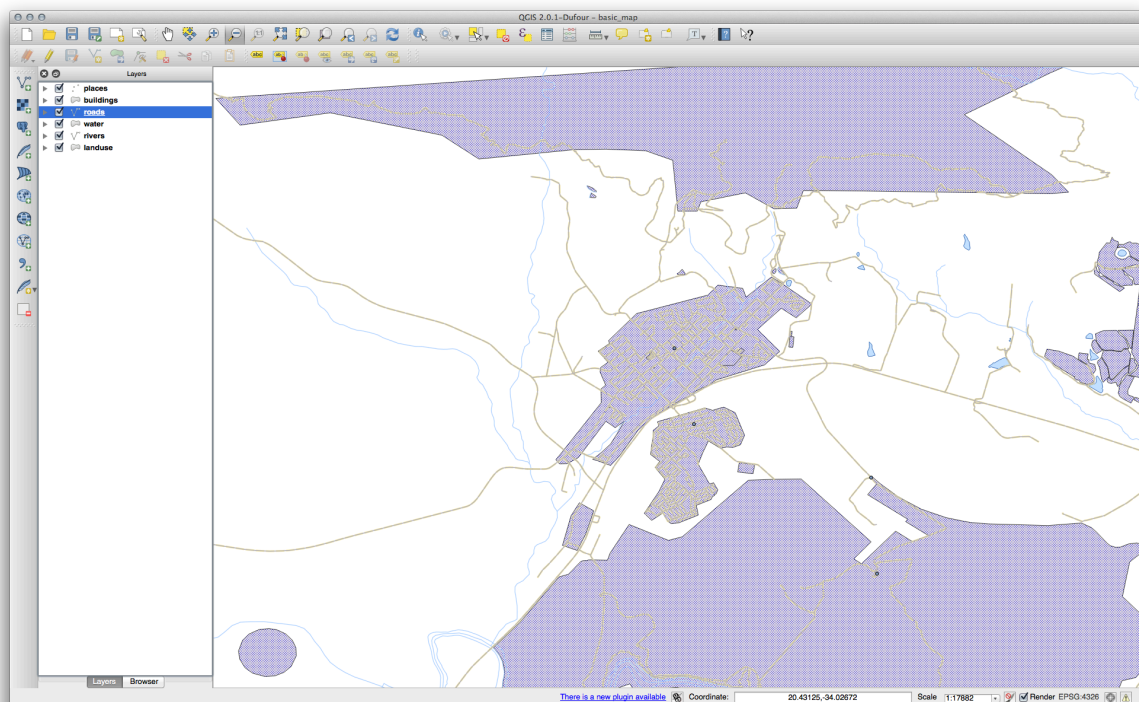 QGIS 2.0.1-Dufour - basic_map
Layers
places
buildings
roads
water
rivers
landuse
Layers Browser
There is a new plugin available Coordinate: 20.43125,-34.02672 Scale 1:17882 Render EPSG:4326